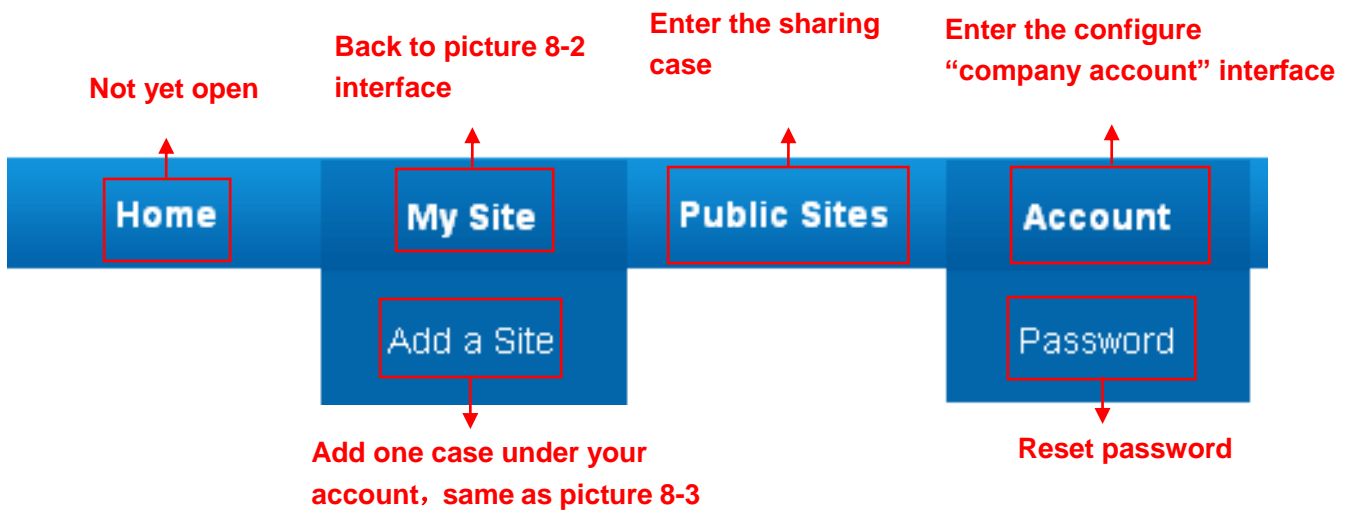 Not yet open
Back to picture 8-2
interface
Enter the sharing
case
Enter the configure
“company account” interface
Home
My Site
Public Sites
Account
Add a Site
Password
Add one case under your
account，same as picture 8-3
Reset password